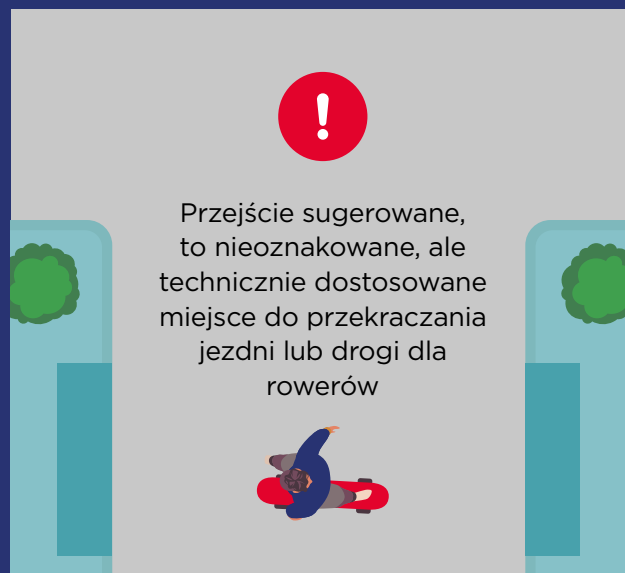 !
Przejście sugerowane,
to nieoznakowane, ale
technicznie dostosowane
miejsce do przekraczania
jezdni lub drogi dla
rowerów